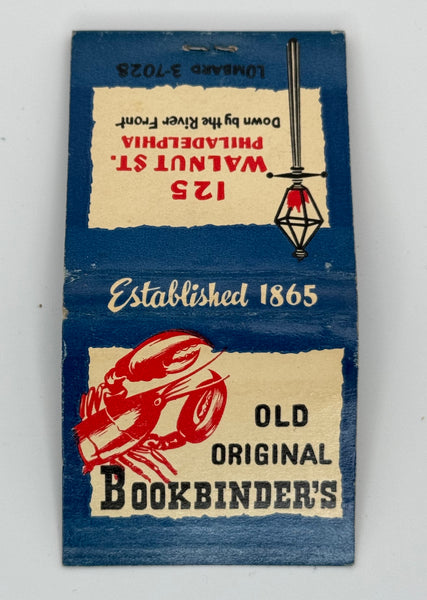 LOMBARD 3-7028
125
WALNUT ST.
PHILADELPHIA
Down by the River Front
Established 1865
OLD
ORIGINAL
BOOKBINDER'S